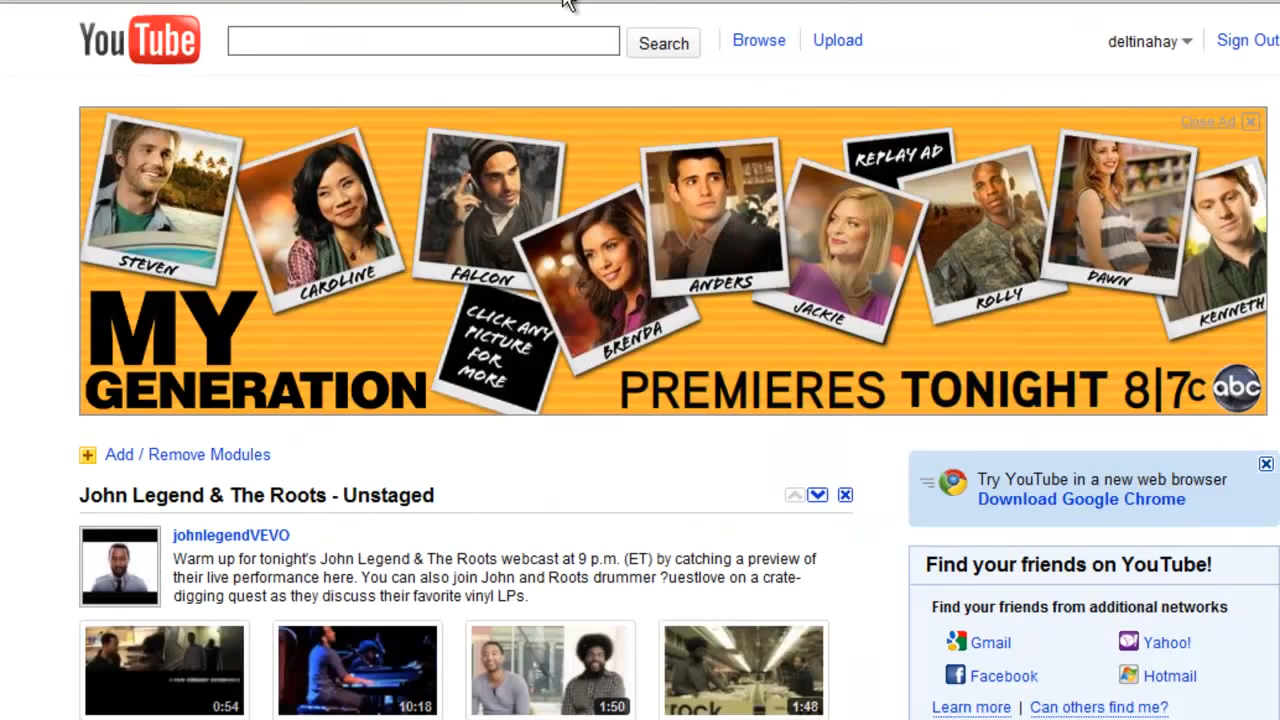 You Tube
Search
Browse
Upload
deltinahay
Sign Out
Close Ad
REPLAY AD
STEVEN
CAROLINE
FALCON
BRENDA
ANDERS
JACKIE
ROLLY
DAWN
KENNETH
CLICK ANY
PICTURE
FOR
MORE
MY
GENERATION
PREMIERES TONIGHT 8|7c abc
Add / Remove Modules
John Legend & The Roots - Unstaged
johnlegendVEVO
Warm up for tonight's John Legend & The Roots webcast at 9 p.m. (ET) by catching a preview of
their live performance here. You can also join John and Roots drummer ?uestlove on a crate-
digging quest as they discuss their favorite vinyl LPs.
0:54
10:18
1:50
rock
1:48
Try YouTube in a new web browser
Download Google Chrome
Find your friends on YouTube!
Find your friends from additional networks
Gmail
Yahoo!
Facebook
Hotmail
Learn more | Can others find me?